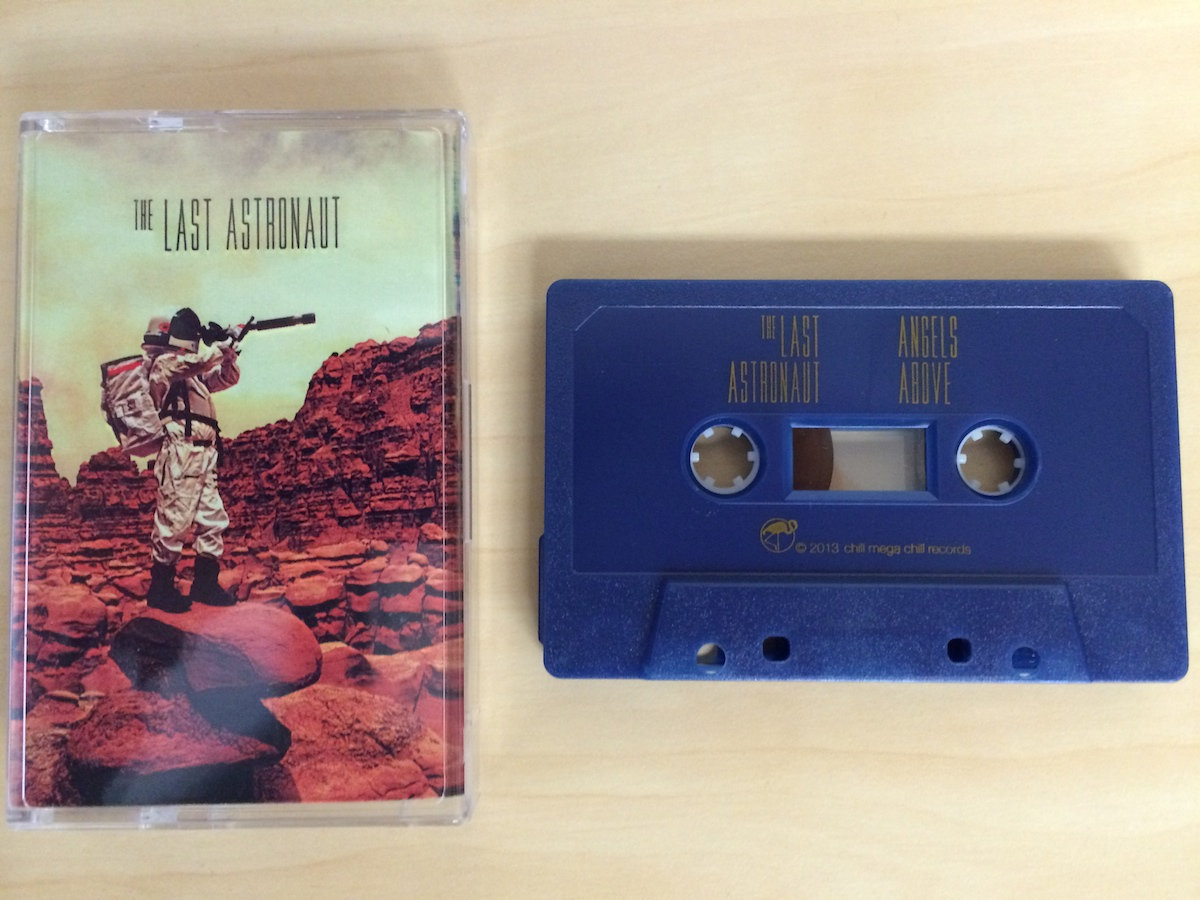 THE LAST ASTRONAUT
THE LAST
ASTRONAUT
ANGELS
ABOVE
© 2013 chill mega chill records